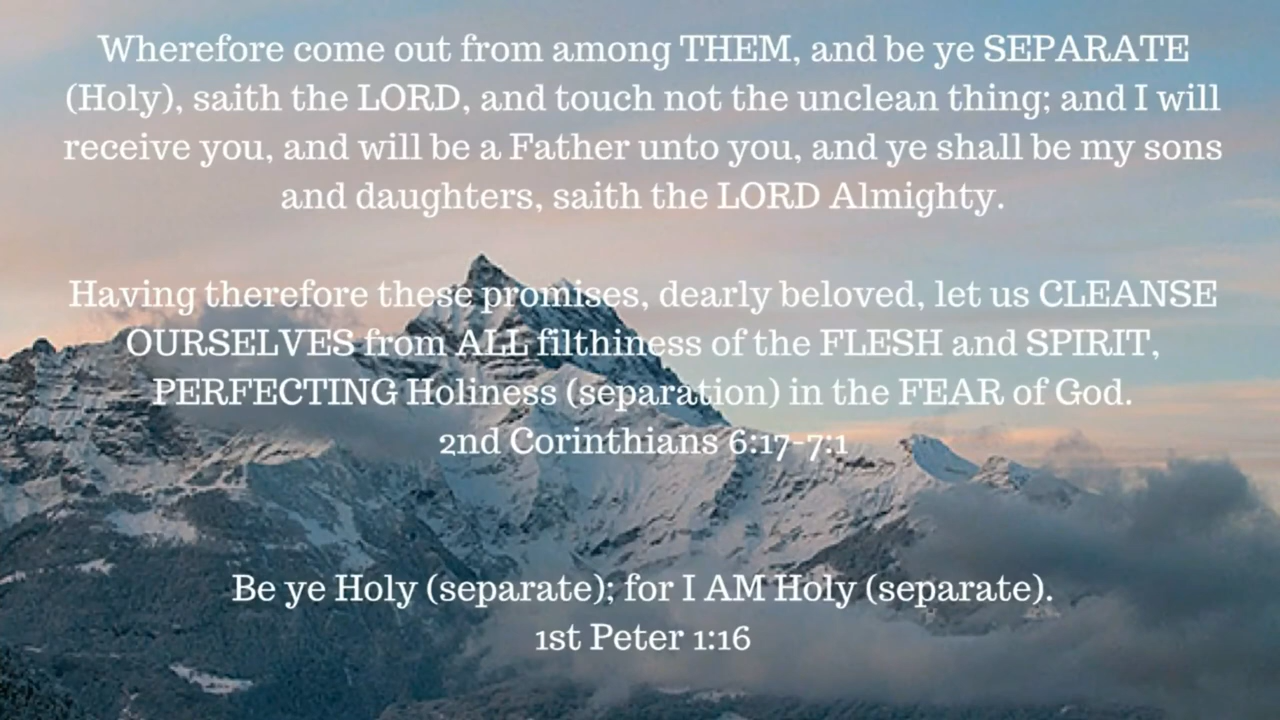 Wherefore come out from among THEM, and be ye SEPARATE
(Holy), saith the LORD, and touch not the unclean thing; and I will
receive you, and will be a Father unto you, and ye shall be my sons
and daughters, saith the LORD Almighty.
Having therefore these promises, dearly beloved, let us CLEANSE
OURSELVES from ALL filthiness of the FLESH and SPIRIT,
PERFECTING Holiness (separation) in the FEAR of God.
2nd Corinthians 6:17-7:1
Be ye Holy (separate); for I AM Holy (separate).
1st Peter 1:16